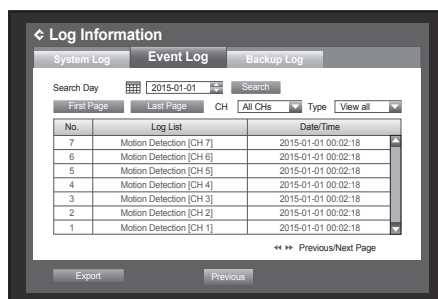 Log Information
System Log Event Log Backup Log
Search Day 2015-01-01 Search
First Page Last Page CH All CHs Type View all
No. Log List Date/Time
7 Motion Detection [CH 7] 2015-01-01 00:02:18
6 Motion Detection [CH 6] 2015-01-01 00:02:18
5 Motion Detection [CH 5] 2015-01-01 00:02:18
4 Motion Detection [CH 4] 2015-01-01 00:02:18
3 Motion Detection [CH 3] 2015-01-01 00:02:18
2 Motion Detection [CH 2] 2015-01-01 00:02:18
1 Motion Detection [CH 1] 2015-01-01 00:02:18
Previous/Next Page
Export Previous